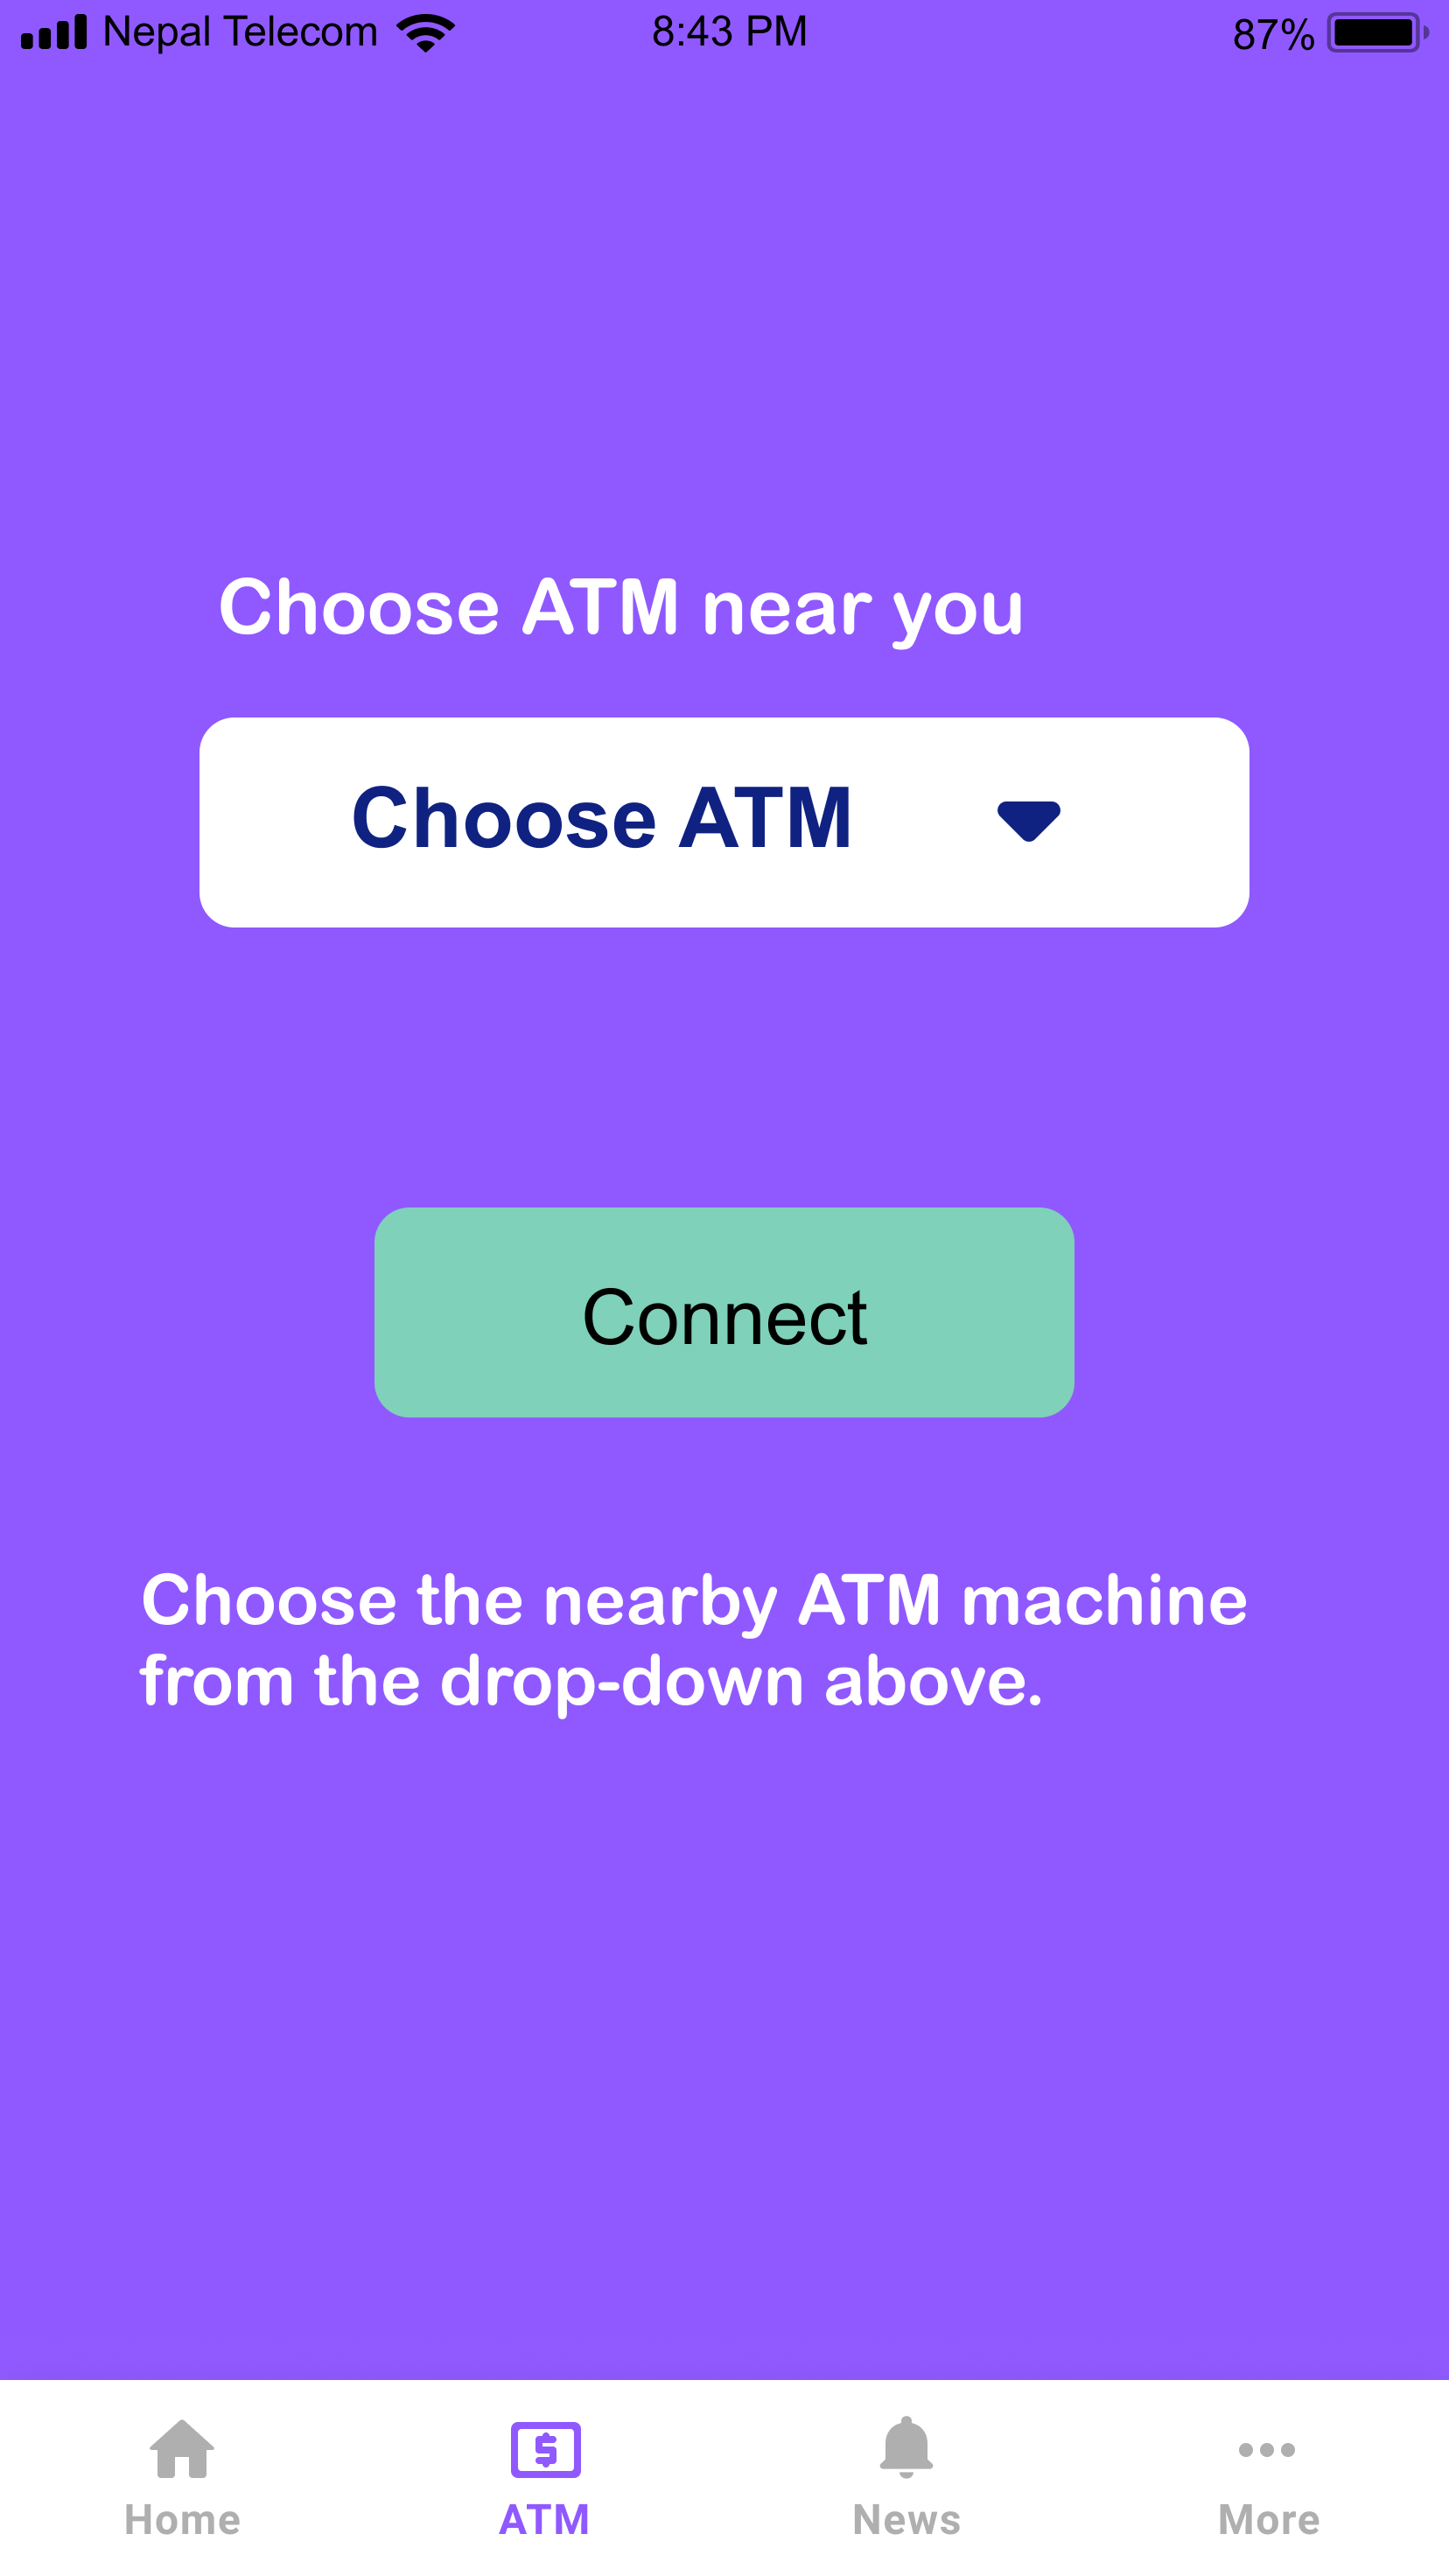 Nepal Telecom 8:43 PM 87%
Choose ATM near you
Choose ATM
Connect
Choose the nearby ATM machine
from the drop-down above.
Home ATM News More